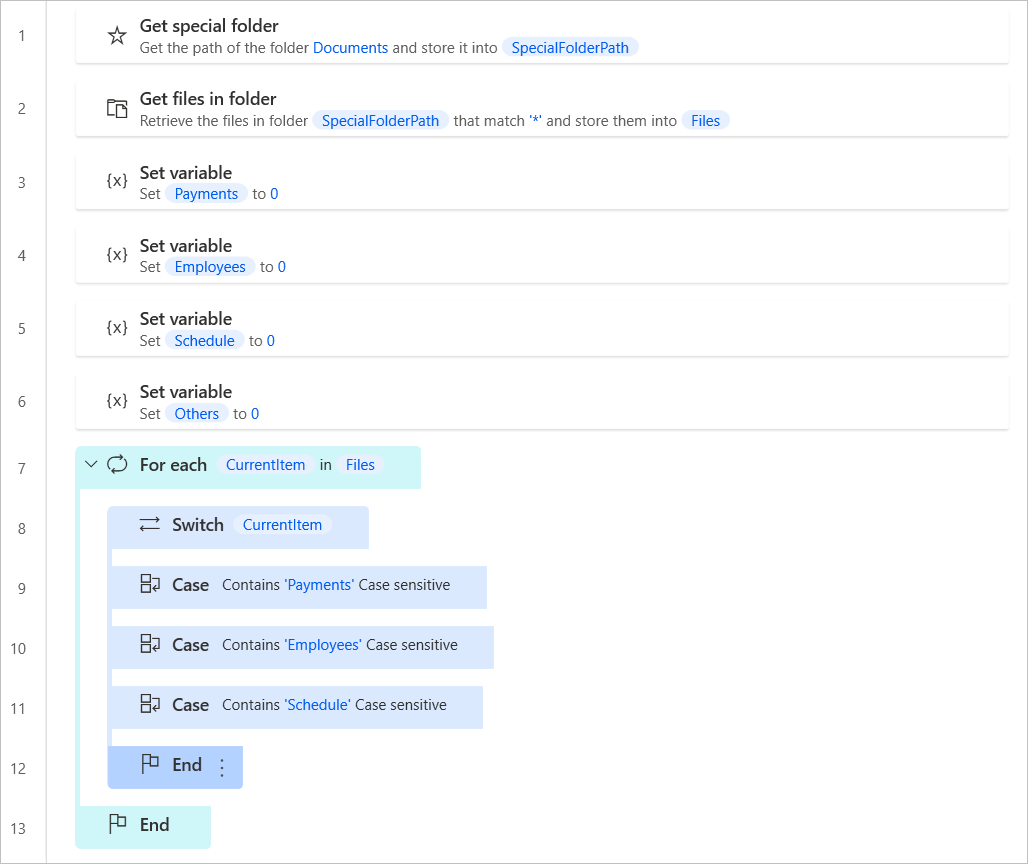 1
Get special folder
Get the path of the folder Documents and store it into SpecialFolderPath
2
Get files in folder
Retrieve the files in folder SpecialFolderPath that match '*' and store them into Files
3
{x} Set variable
Set Payments to 0
4
{x} Set variable
Set Employees to 0
5
{x} Set variable
Set Schedule to 0
6
{x} Set variable
Set Others to 0
7 For each CurrentItem in Files
8 Switch CurrentItem
9 Case Contains 'Payments' Case sensitive
10 Case Contains 'Employees' Case sensitive
11 Case Contains 'Schedule' Case sensitive
12 End
13 End